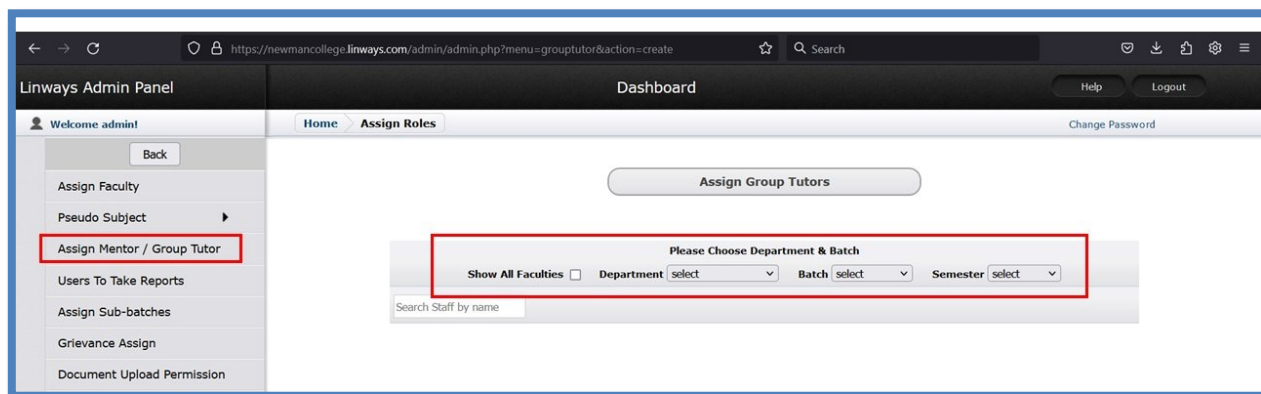 https://newmancollege.linways.com/admin/admin.php?menu=grouptutor&action=create
Search
Linways Admin Panel
Dashboard
Help
Logout
Welcome admin!
Home
Assign Roles
Change Password
Back
Assign Faculty
Pseudo Subject
Assign Mentor / Group Tutor
Users To Take Reports
Assign Sub-batches
Grievance Assign
Document Upload Permission
Assign Group Tutors
Please Choose Department & Batch
Show All Faculties Department select Batch select Semester select
Search Staff by name